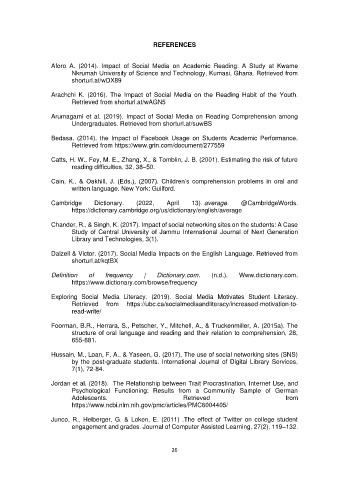 REFERENCES
Aforo A. (2014). Impact of Social Media on Academic Reading: A Study at Kwame
Nkrumah University of Science and Technology, Kumasi, Ghana. Retrieved from
shorturl.at/wDX89
Arachchi K. (2016). The Impact of Social Media on the Reading Habit of the Youth.
Retrieved from shorturl.at/wAGN5
Arumagaml et al. (2019). Impact of Social Media on Reading Comprehension among
Undergraduates. Retrieved from shorturl.at/suwBS
Bedasa. (2014). the Impact of Facebook Usage on Students Academic Performance.
Retrieved from https://www.grin.com/document/277559
Catts, H. W., Fey, M. E., Zhang, X., & Tomblin, J. B. (2001). Estimating the risk of future
reading difficulties, 32, 38–50.
Cain, K., & Oakhill, J. (Eds.), (2007). Children's comprehension problems in oral and
written language. New York: Guilford.
Cambridge Dictionary. (2022, April 13). average. @CambridgeWords.
https://dictionary.cambridge.org/us/dictionary/english/average
Chander, R., & Singh, K. (2017). Impact of social networking sites on the students: A Case
Study of Central University of Jammu International Journal of Next Generation
Library and Technologies, 3(1).
Dalzell & Victor. (2017). Social Media Impacts on the English Language. Retrieved from
shorturl.at/kqtBX
Definition of frequency | Dictionary.com. (n.d.). Www.dictionary.com.
https://www.dictionary.com/browse/frequency
Exploring Social Media Literacy. (2019). Social Media Motivates Student Literacy.
Retrieved from https://ubc.ca/socialmediaandliteracy/increased-motivation-to-
read-write/
Foorman, B.R., Herrara, S., Petscher, Y., Mitchell, A., & Truckenmiller, A. (2015a). The
structure of oral language and reading and their relation to comprehension, 28,
655-681.
Hussain, M., Loan, F. A., & Yaseen, G. (2017). The use of social networking sites (SNS)
by the post-graduate students. International Journal of Digital Library Services,
7(1), 72-84.
Jordan et al. (2018). The Relationship between Trait Procrastination, Internet Use, and
Psychological Functioning: Results from a Community Sample of German
Adolescents. Retrieved from
https://www.ncbi.nlm.nih.gov/pmc/articles/PMC6004405/
Junco, R., Heiberger, G. & Loken, E. (2011) .The effect of Twitter on college student
engagement and grades. Journal of Computer Assisted Learning, 27(2), 119–132.
26